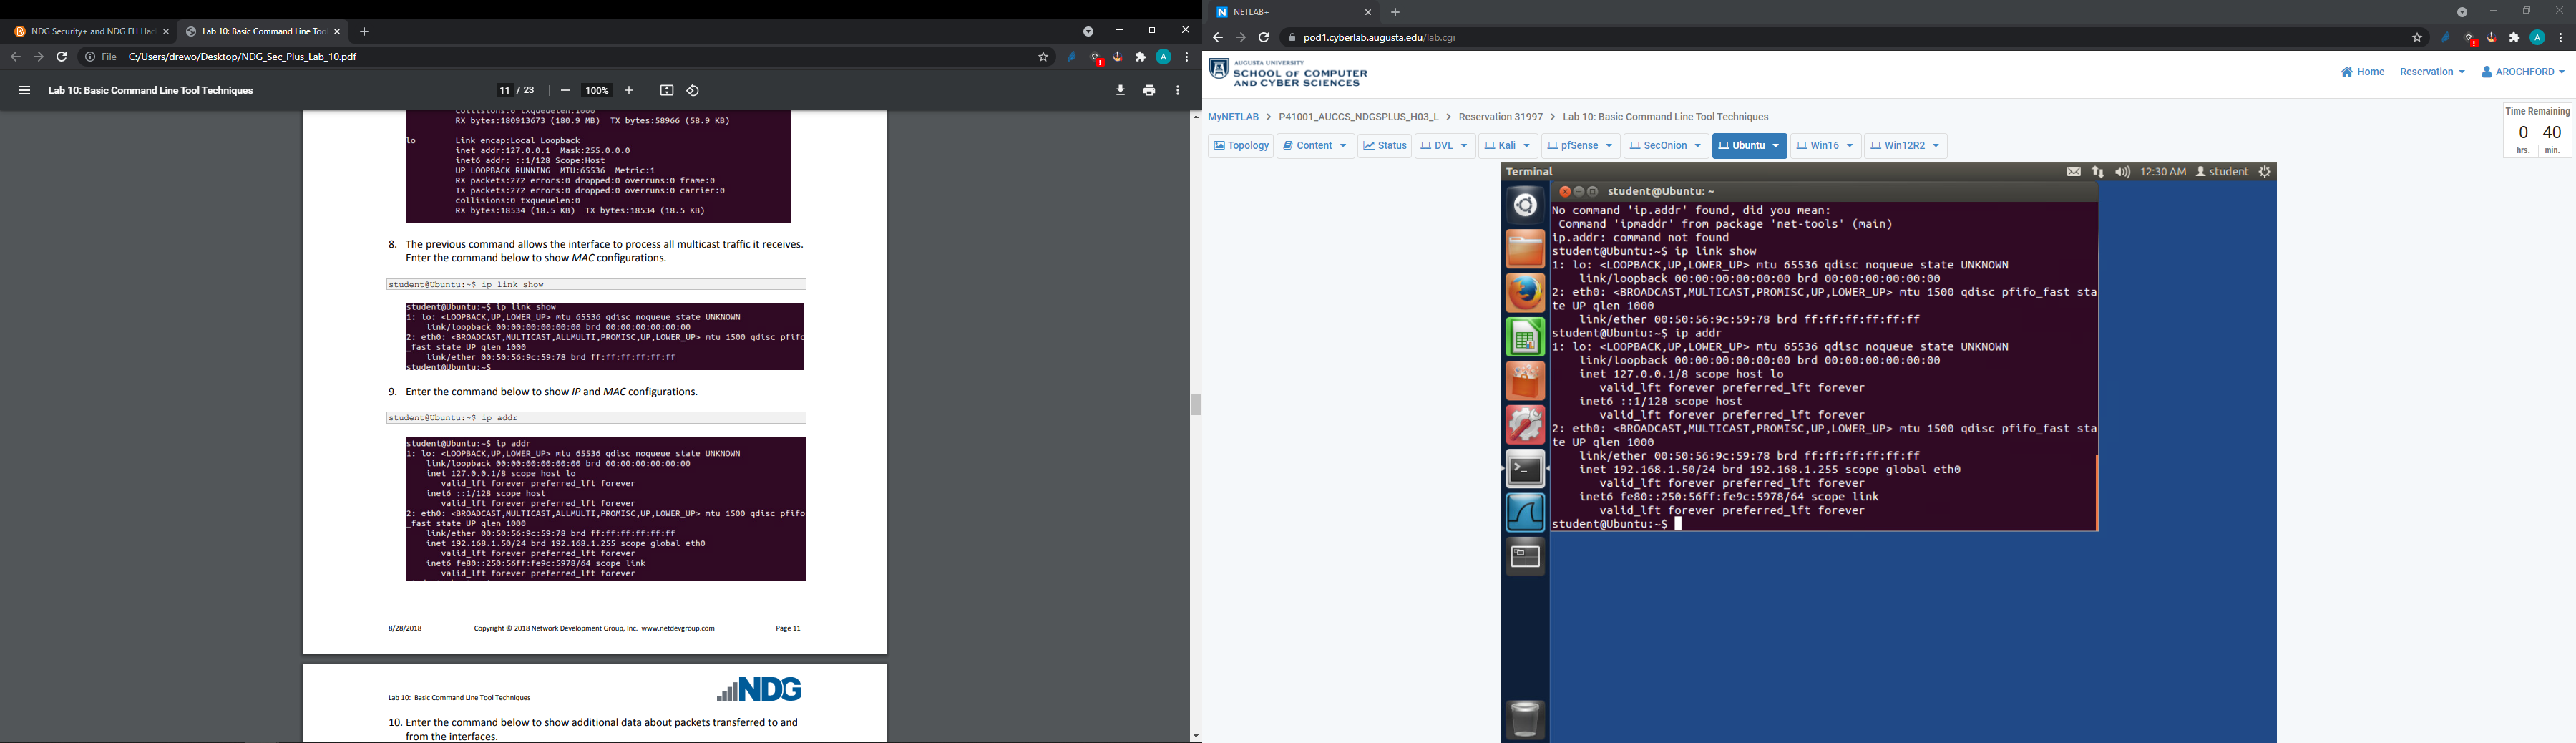 NDG Security+ and NDG EH Hac
Lab 10: Basic Command Line Too
File | C:/Users/drewo/Desktop/NDG_Sec_Plus_Lab_10.pdf
A
Lab 10: Basic Command Line Tool Techniques
11 / 23
100%
collisions:0 txqueuelen:1000
RX bytes:180913673 (180.9 MB) TX bytes:58966 (58.9 KB)
lo Link encap:Local Loopback
inet addr:127.0.0.1 Mask:255.0.0.0
inet6 addr: ::1/128 Scope:Host
UP LOOPBACK RUNNING MTU:65536 Metric:1
RX packets:272 errors:0 dropped:0 overruns:0 frame:0
TX packets:272 errors:0 dropped:0 overruns:0 carrier:0
collisions:0 txqueuelen:0
RX bytes:18534 (18.5 KB) TX bytes:18534 (18.5 KB)
8. The previous command allows the interface to process all multicast traffic it receives.
Enter the command below to show MAC configurations.
student@Ubuntu:~$ ip link show
student@Ubuntu:~$ ip link show
1: lo: <LOOPBACK,UP,LOWER_UP> mtu 65536 qdisc noqueue state UNKNOWN
link/loopback 00:00:00:00:00:00 brd 00:00:00:00:00:00
2: eth0: <BROADCAST,MULTICAST,ALLMULTI,PROMISC,UP,LOWER_UP> mtu 1500 qdisc pfifo
_fast state UP qlen 1000
link/ether 00:50:56:9c:59:78 brd ff:ff:ff:ff:ff:ff
student@Ubuntu:~$
9. Enter the command below to show IP and MAC configurations.
student@Ubuntu:~$ ip addr
student@Ubuntu:~$ ip addr
1: lo: <LOOPBACK,UP,LOWER_UP> mtu 65536 qdisc noqueue state UNKNOWN
link/loopback 00:00:00:00:00:00 brd 00:00:00:00:00:00
inet 127.0.0.1/8 scope host lo
valid_lft forever preferred_lft forever
inet6 ::1/128 scope host
valid_lft forever preferred_lft forever
2: eth0: <BROADCAST,MULTICAST,ALLMULTI,PROMISC,UP,LOWER_UP> mtu 1500 qdisc pfifo
_fast state UP qlen 1000
link/ether 00:50:56:9c:59:78 brd ff:ff:ff:ff:ff:ff
inet 192.168.1.50/24 brd 192.168.1.255 scope global eth0
valid_lft forever preferred_lft forever
inet6 fe80::250:56ff:fe9c:5978/64 scope link
valid_lft forever preferred_lft forever
8/28/2018 Copyright © 2018 Network Development Group, Inc. www.netdevgroup.com Page 11
Lab 10: Basic Command Line Tool Techniques
NDG
10. Enter the command below to show additional data about packets transferred to and
from the interfaces.
N NETLAB+
pod1.cyberlab.augusta.edu/lab.cgi
A
AUGUSTA UNIVERSITY
SCHOOL OF COMPUTER
AND CYBER SCIENCES
Home Reservation AROCHFORD
MyNETLAB > P41001_AUCCS_NDGSPLUS_H03_L > Reservation 31997 > Lab 10: Basic Command Line Tool Techniques
Time Remaining
0 40
hrs. min.
Topology Content Status DVL Kali pfSense SecOnion Ubuntu Win16 Win12R2
Terminal 12:30 AM student
student@Ubuntu: ~
No command 'ip.addr' found, did you mean:
Command 'ipmaddr' from package 'net-tools' (main)
ip.addr: command not found
student@Ubuntu:~$ ip link show
1: lo: <LOOPBACK,UP,LOWER_UP> mtu 65536 qdisc noqueue state UNKNOWN
link/loopback 00:00:00:00:00:00 brd 00:00:00:00:00:00
2: eth0: <BROADCAST,MULTICAST,PROMISC,UP,LOWER_UP> mtu 1500 qdisc pfifo_fast sta
te UP qlen 1000
link/ether 00:50:56:9c:59:78 brd ff:ff:ff:ff:ff:ff
student@Ubuntu:~$ ip addr
1: lo: <LOOPBACK,UP,LOWER_UP> mtu 65536 qdisc noqueue state UNKNOWN
link/loopback 00:00:00:00:00:00 brd 00:00:00:00:00:00
inet 127.0.0.1/8 scope host lo
valid_lft forever preferred_lft forever
inet6 ::1/128 scope host
valid_lft forever preferred_lft forever
2: eth0: <BROADCAST,MULTICAST,PROMISC,UP,LOWER_UP> mtu 1500 qdisc pfifo_fast sta
te UP qlen 1000
link/ether 00:50:56:9c:59:78 brd ff:ff:ff:ff:ff:ff
inet 192.168.1.50/24 brd 192.168.1.255 scope global eth0
valid_lft forever preferred_lft forever
inet6 fe80::250:56ff:fe9c:5978/64 scope link
valid_lft forever preferred_lft forever
student@Ubuntu:~$